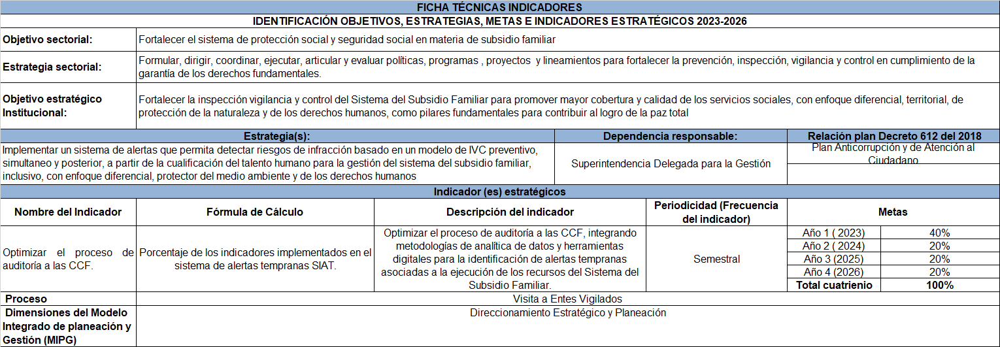 FICHA TÉCNICAS INDICADORES
IDENTIFICACIÓN OBJETIVOS, ESTRATEGIAS, METAS E INDICADORES ESTRATÉGICOS 2023-2026
Objetivo sectorial:
Fortalecer el sistema de protección social y seguridad social en materia de subsidio familiar
Estrategia sectorial:
Formular, dirigir, coordinar, ejecutar, articular y evaluar políticas, programas , proyectos y lineamientos para fortalecer la prevención, inspección, vigilancia y control en cumplimiento de la
garantía de los derechos fundamentales.
Objetivo estratégico
Institucional:
Fortalecer la inspección vigilancia y control del Sistema del Subsidio Familiar para promover mayor cobertura y calidad de los servicios sociales, con enfoque diferencial, territorial, de
protección de la naturaleza y de los derechos humanos, como pilares fundamentales para contribuir al logro de la paz total
Estrategia(s):
Dependencia responsable:
Relación plan Decreto 612 del 2018
Implementar un sistema de alertas que permita detectar riesgos de infracción basado en un modelo de IVC preventivo,
simultaneo y posterior, a partir de la cualificación del talento humano para la gestión del sistema del subsidio familiar,
inclusivo, con enfoque diferencial, protector del medio ambiente y de los derechos humanos
Superintendencia Delegada para la Gestión
Plan Anticorrupción y de Atención al
Ciudadano
Indicador (es) estratégicos
Nombre del Indicador
Fórmula de Cálculo
Descripción del indicador
Periodicidad (Frecuencia
del indicador)
Metas
Optimizar el proceso de
auditoría a las CCF.
Porcentaje de los indicadores implementados en el
sistema de alertas tempranas SIAT.
Optimizar el proceso de auditoría a las CCF, integrando
metodologías de analítica de datos y herramientas
digitales para la identificación de alertas tempranas
asociadas a la ejecución de los recursos del Sistema del
Subsidio Familiar.
Semestral
Año 1 ( 2023) 40%
Año 2 ( 2024) 20%
Año 3 (2025) 20%
Año 4 (2026) 20%
Total cuatrienio 100%
Proceso
Visita a Entes Vigilados
Dimensiones del Modelo
Integrado de planeación y
Gestión (MIPG)
Direccionamiento Estratégico y Planeación